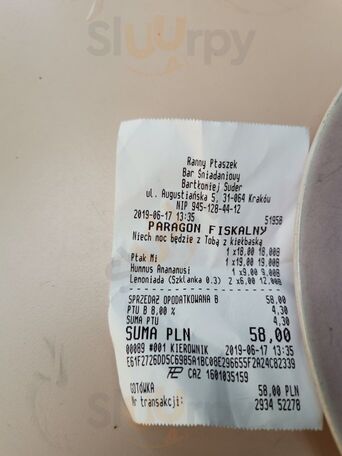 Sluurpy
Ranny Ptaszek
Bar Śniadaniowy
Bartłomiej Suder
ul. Augustiańska 5, 31-064 Kraków
NIP 945-128-44-12
2019-06-17 13:35 51958
PARAGON FISKALNY
Niech moc będzie z Tobą z kiełbaską
1 x18,00 18,00B
Ptak Mi 1 x19,00 19,00B
Hummus Amamamusi 1 x9,00 9,00B
Lemoniada (Szklanka 0.3) 2 x6,00 12,00B
SPRZEDAŻ OPODATKOWANA B 58,00
PTU B 8,00 % 4,30
SUMA PTU 4,30
SUMA PLN 58,00
00089 #001 KIEROWNIK 2019-06-17 13:35
CAZ 1601035159
GOTÓWKA 58,00 PLN
Nr transakcji: 2934 52278